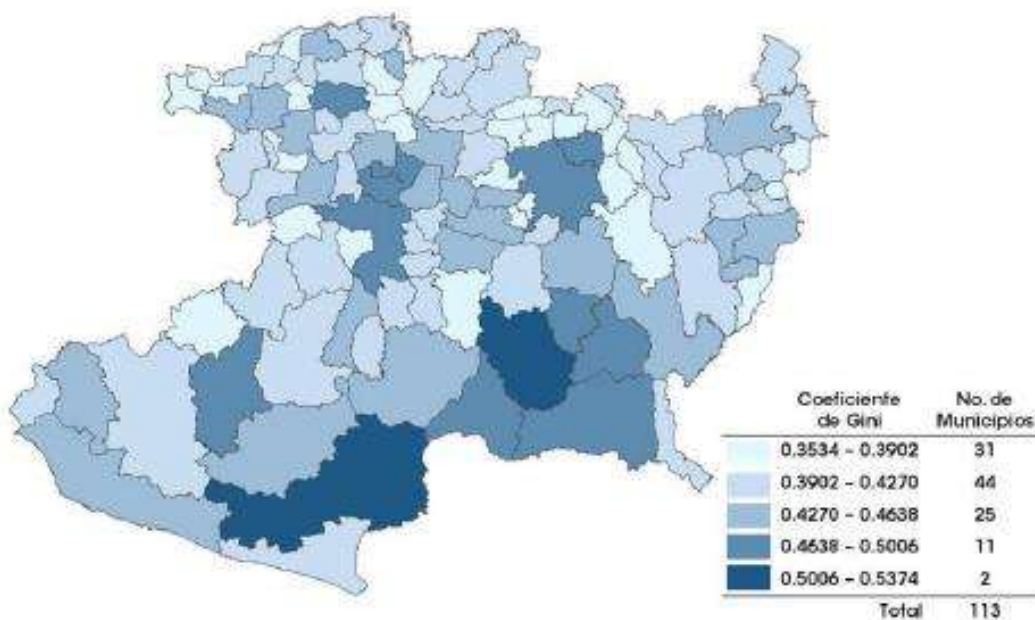 Coeficiente No. de
de Gini Municipios
0.3534 – 0.3902 31
0.3902 – 0.4270 44
0.4270 – 0.4638 25
0.4638 – 0.5006 11
0.5006 – 0.5374 2
Total 113